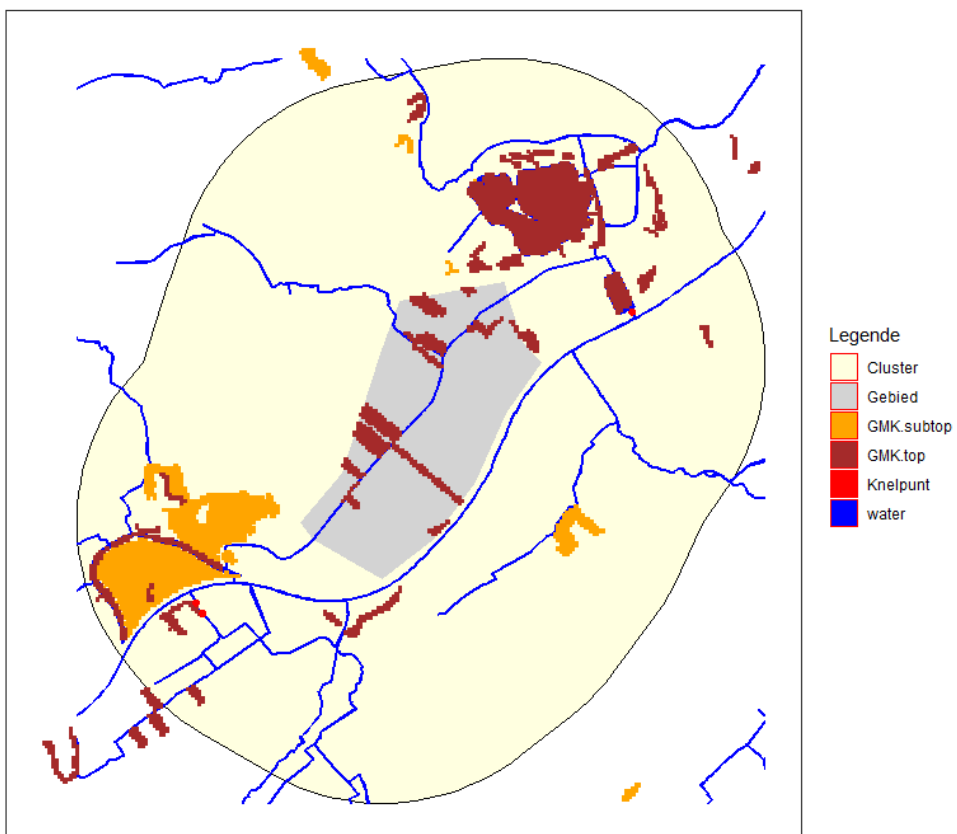 Legende
Cluster
Gebied
GMK.subtop
GMK.top
Knelpunt
water